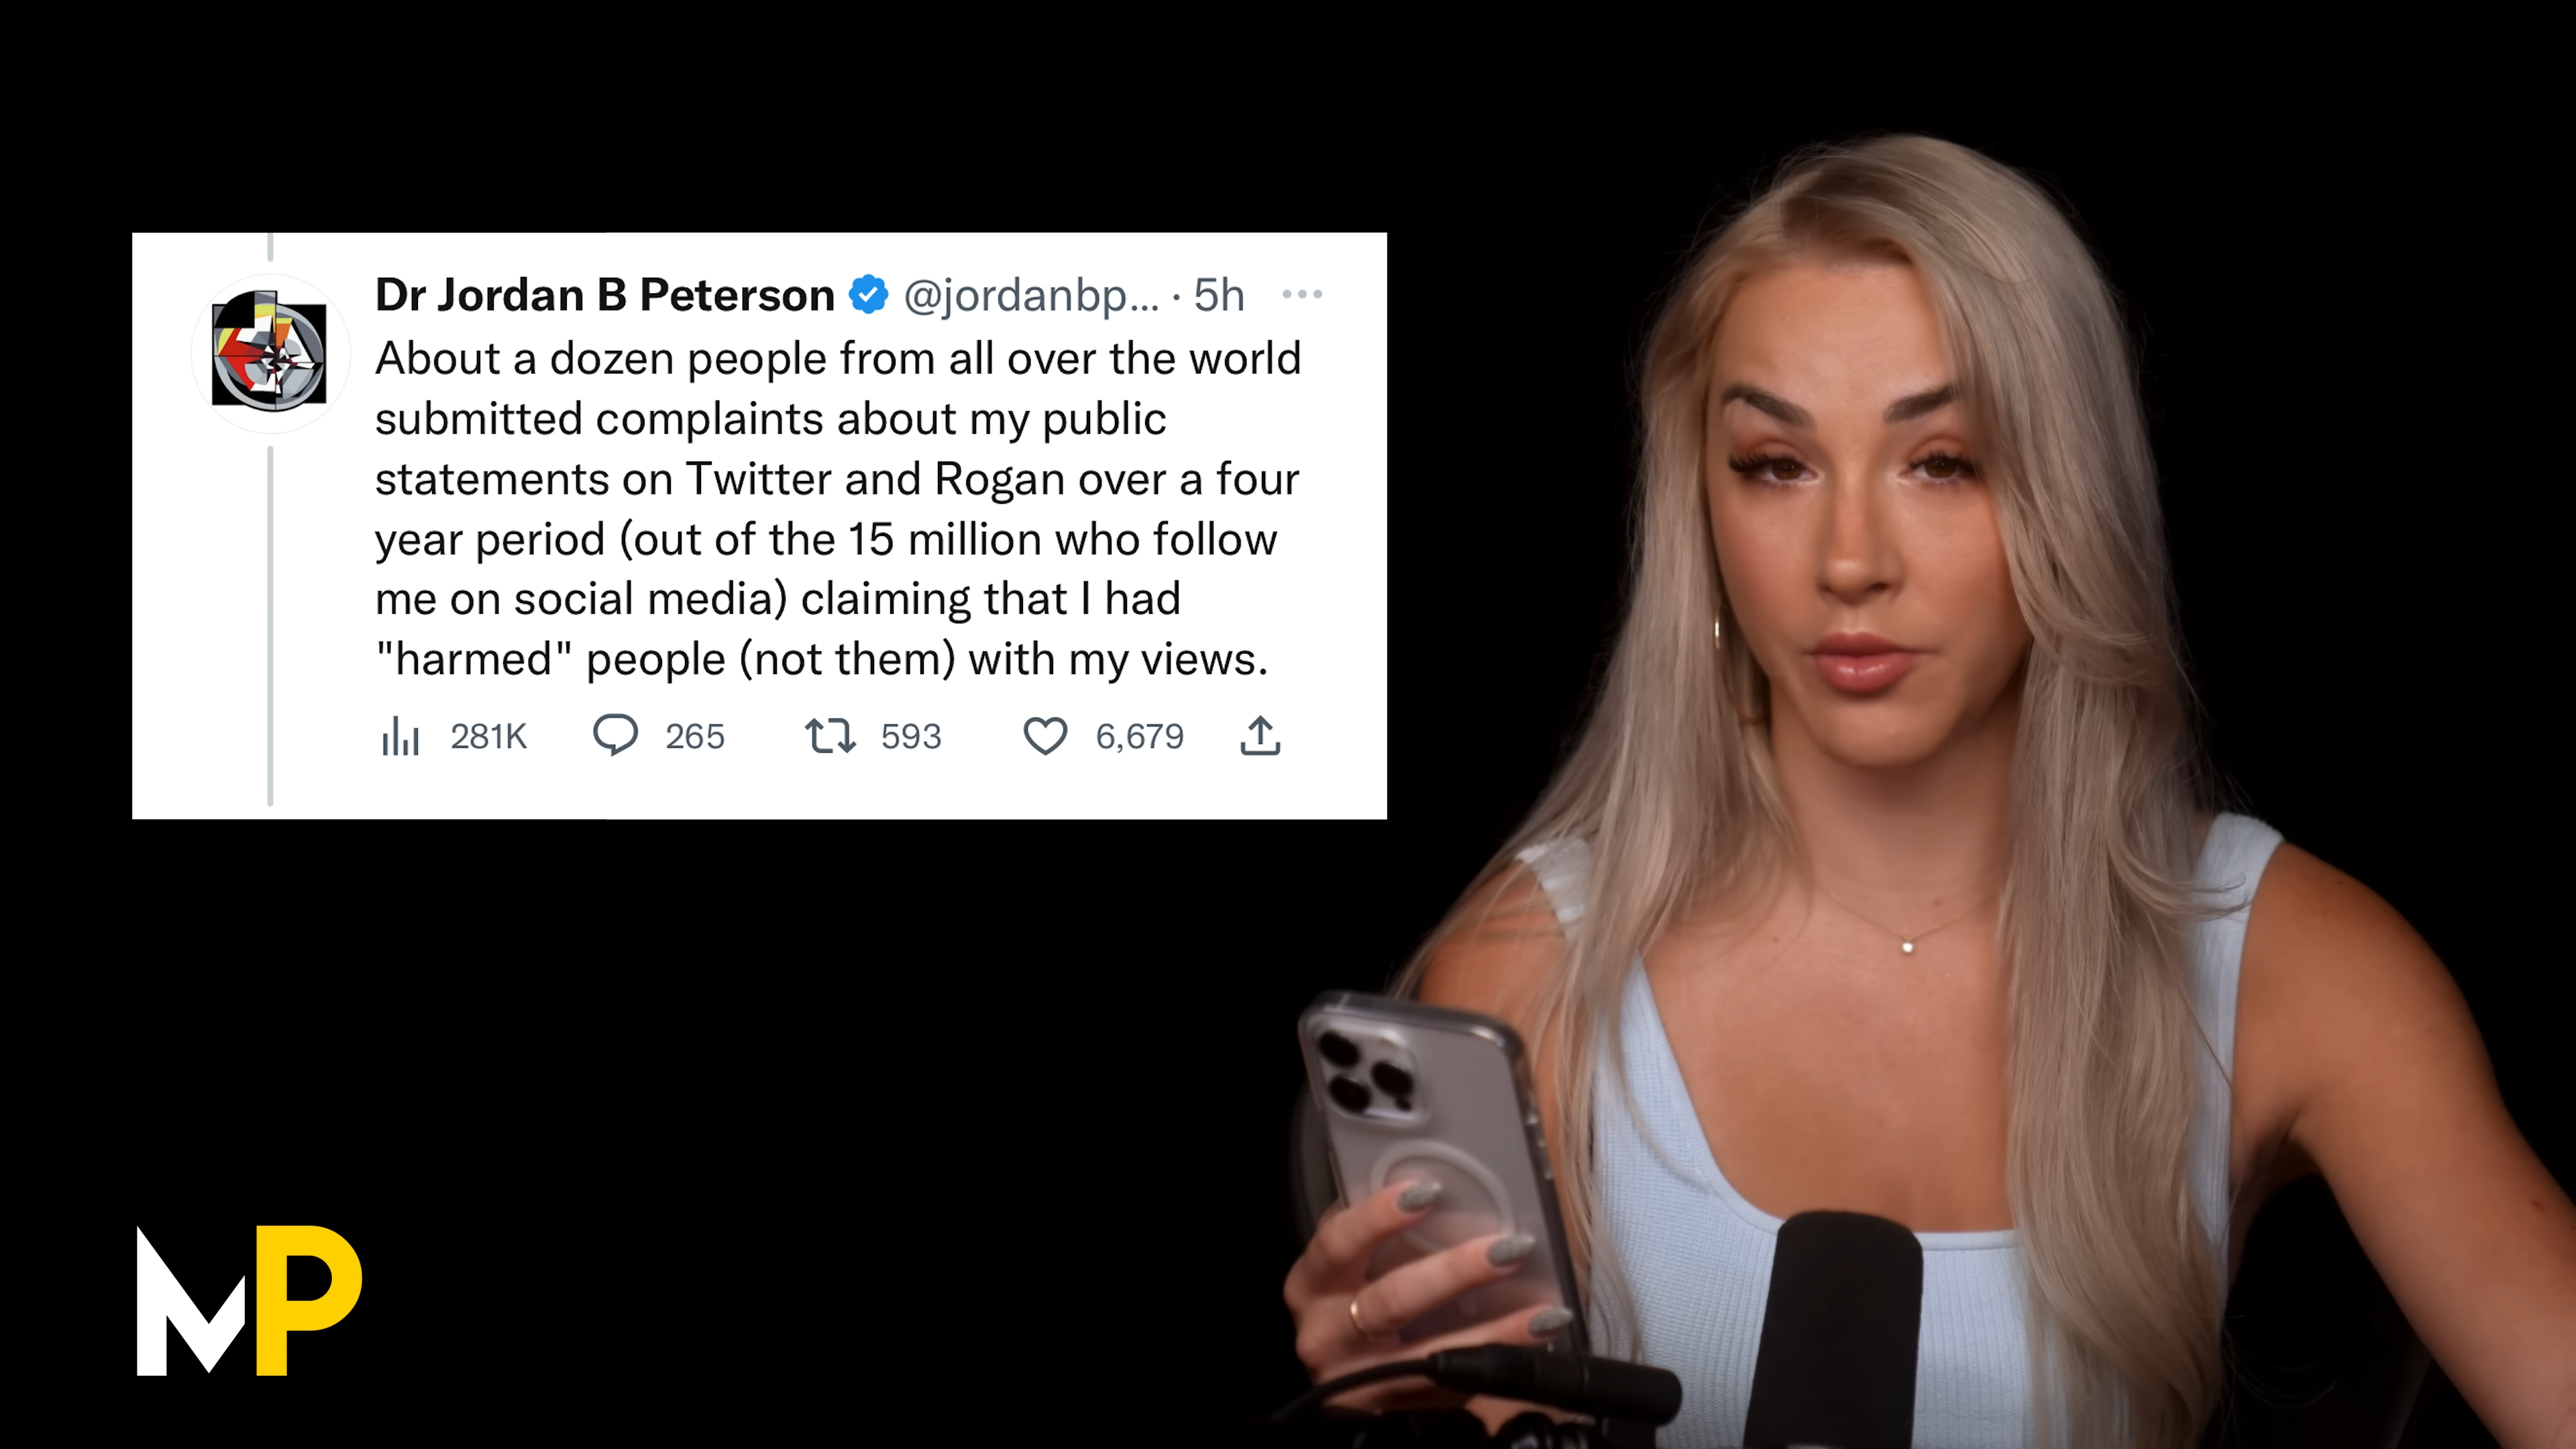 Dr Jordan B Peterson @jordanbp... · 5h
About a dozen people from all over the world
submitted complaints about my public
statements on Twitter and Rogan over a four
year period (out of the 15 million who follow
me on social media) claiming that I had
"harmed" people (not them) with my views.
281K 265 593 6,679
MP